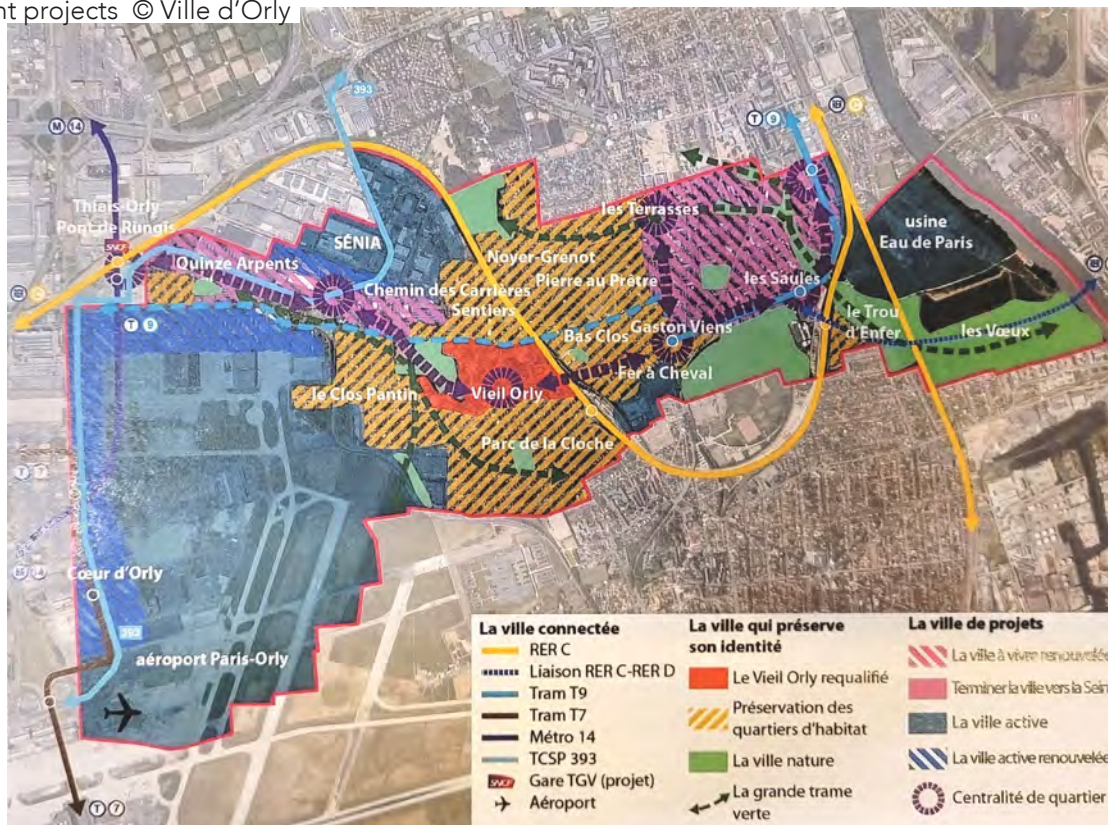 nt projects © Ville d'Orly
393
M 14
T 9
C
Thiais-Orly
Pont de Rungis
SNCF
SÉNIA
Quinze Arpents
Chemin des Carrières
Sentiers
Noyer-Grenot
les Terrasses
Pierre au Prêtre
les Saules
usine
Eau de Paris
le Trou
d'Enfer
les Vœux
T 9
Bas Clos
Gaston Viens
Fer à Cheval
le Clos Pantin
Vieil Orly
Parc de la Cloche
T 7
Cœur d'Orly
393
aéroport Paris-Orly
T 7
La ville connectée
RER C
Liaison RER C-RER D
Tram T9
Tram T7
Métro 14
TCSP 393
SNCF Gare TGV (projet)
Aéroport
La ville qui préserve
son identité
Le Vieil Orly requalifié
Préservation des
quartiers d'habitat
La ville nature
La grande trame
verte
La ville de projets
La ville à vivre renouvelée
Terminer la ville vers la Sein
La ville active
La ville active renouvelée
Centralité de quartier